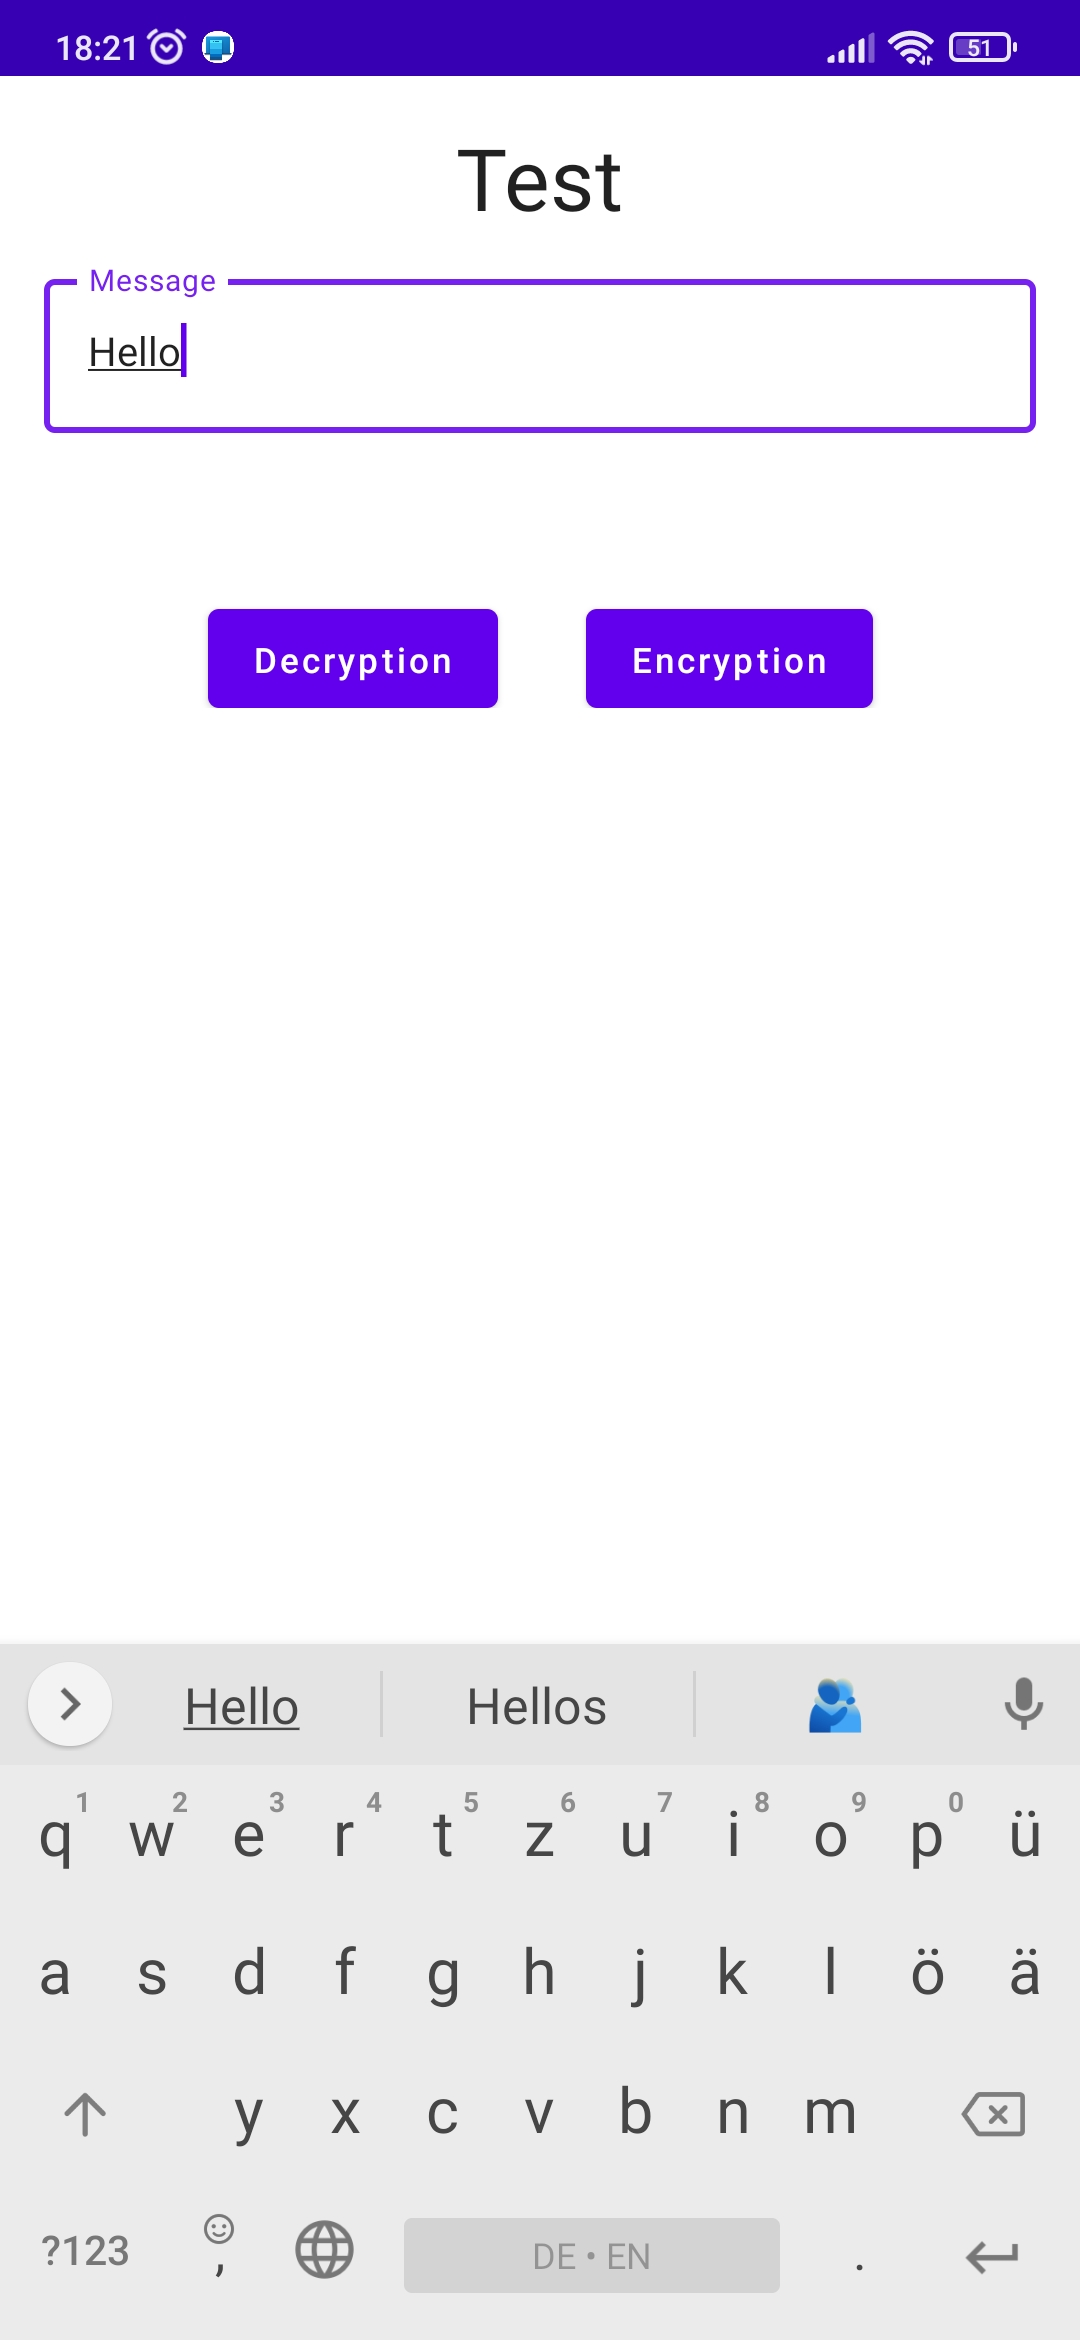 18:21 51
Test
Message
Hello
Decryption Encryption
Hello Hellos
1 2 3 4 5 6 7 8 9 0
q w e r t z u i o p ü
a s d f g h j k l ö ä
y x c v b n m
?123 , DE • EN .